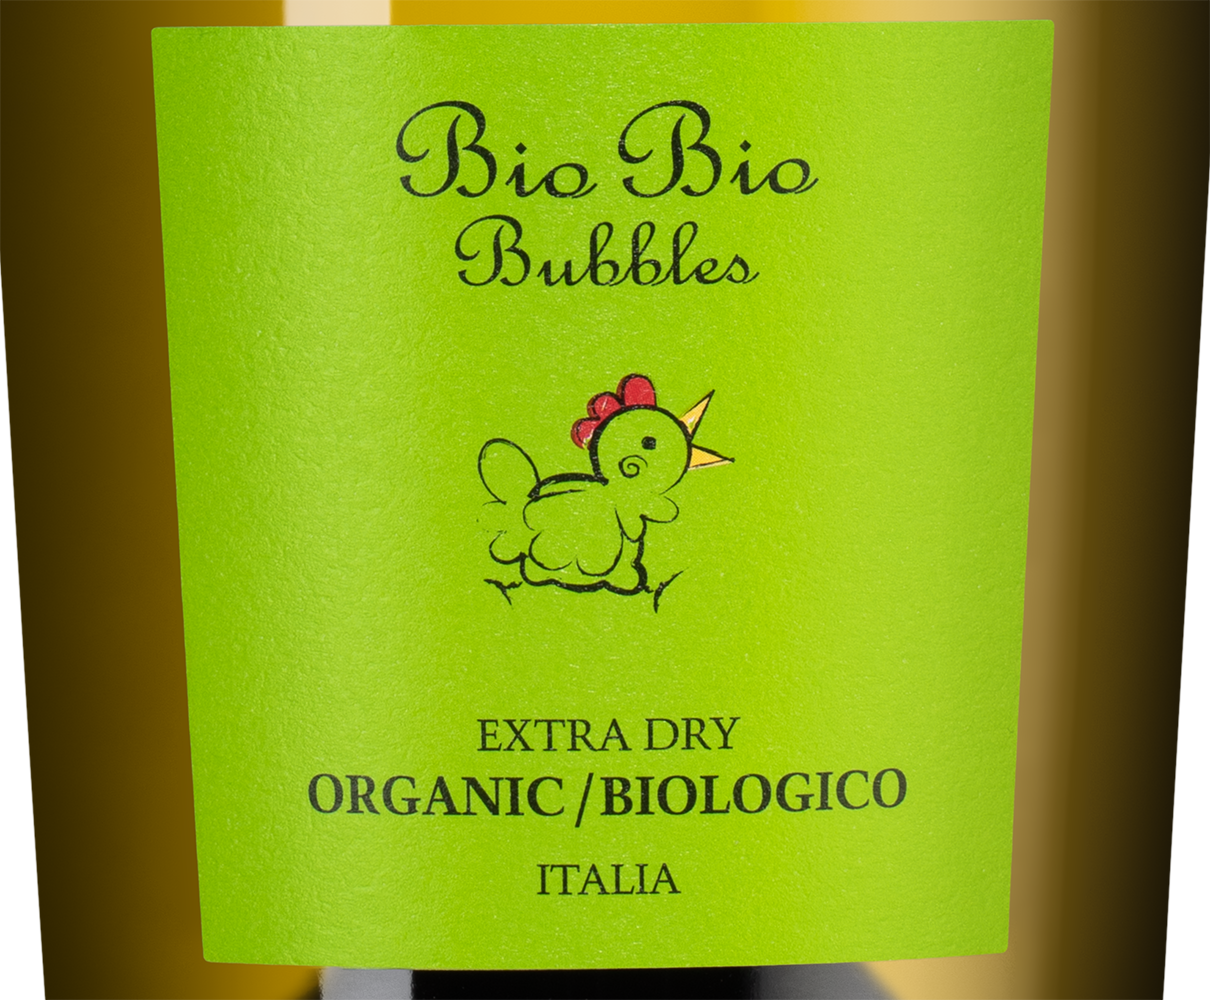 Bio Bio
Bubbles
EXTRA DRY
ORGANIC / BIOLOGICO
ITALIA